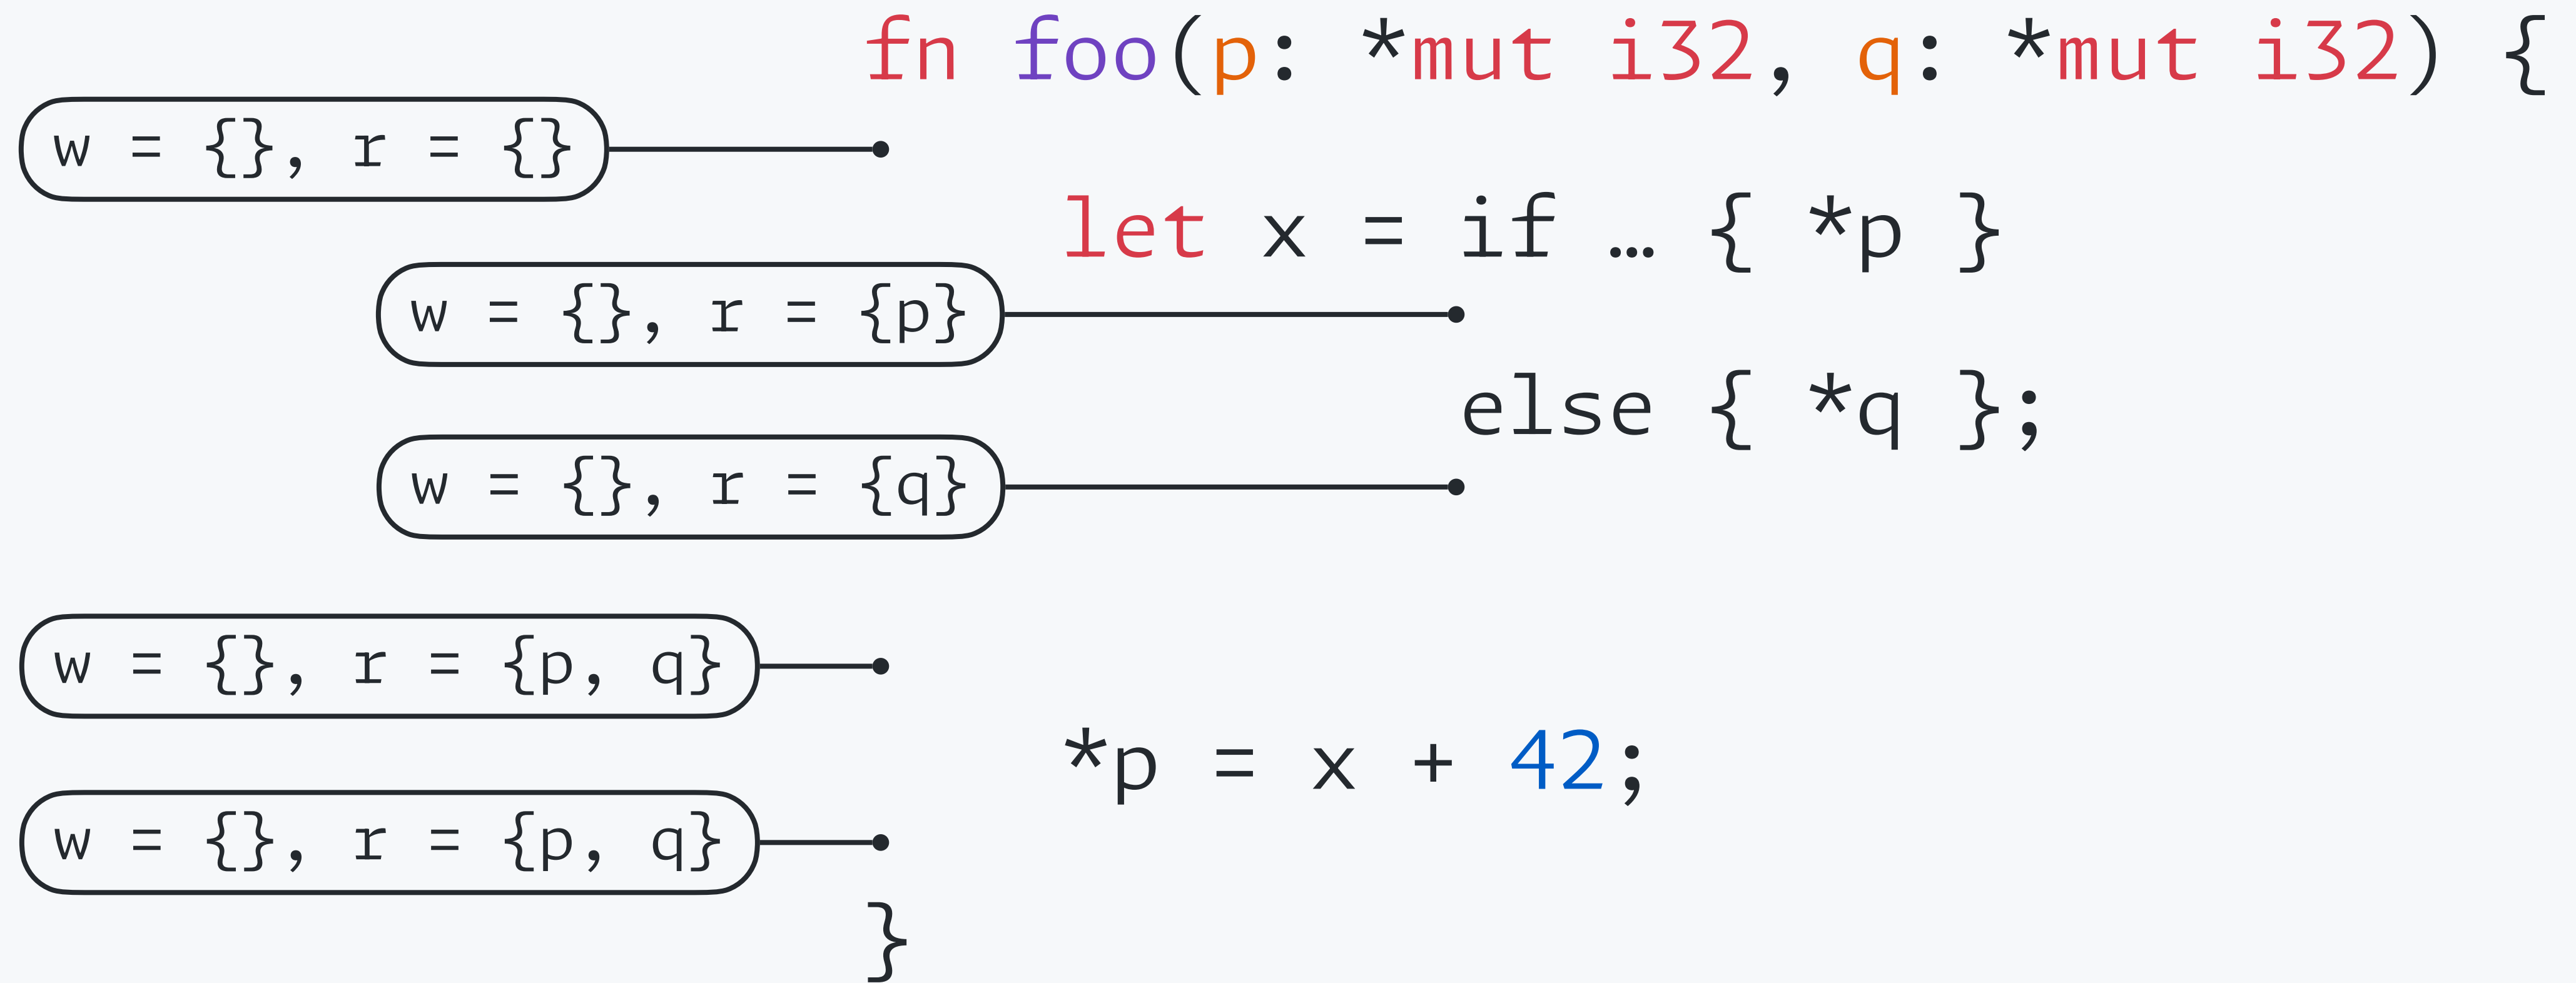 fn foo(p: *mut i32, q: *mut i32) {
w = {}, r = {}
let x = if … { *p }
w = {}, r = {p}
else { *q };
w = {}, r = {q}
w = {}, r = {p, q}
*p = x + 42;
w = {}, r = {p, q}
}